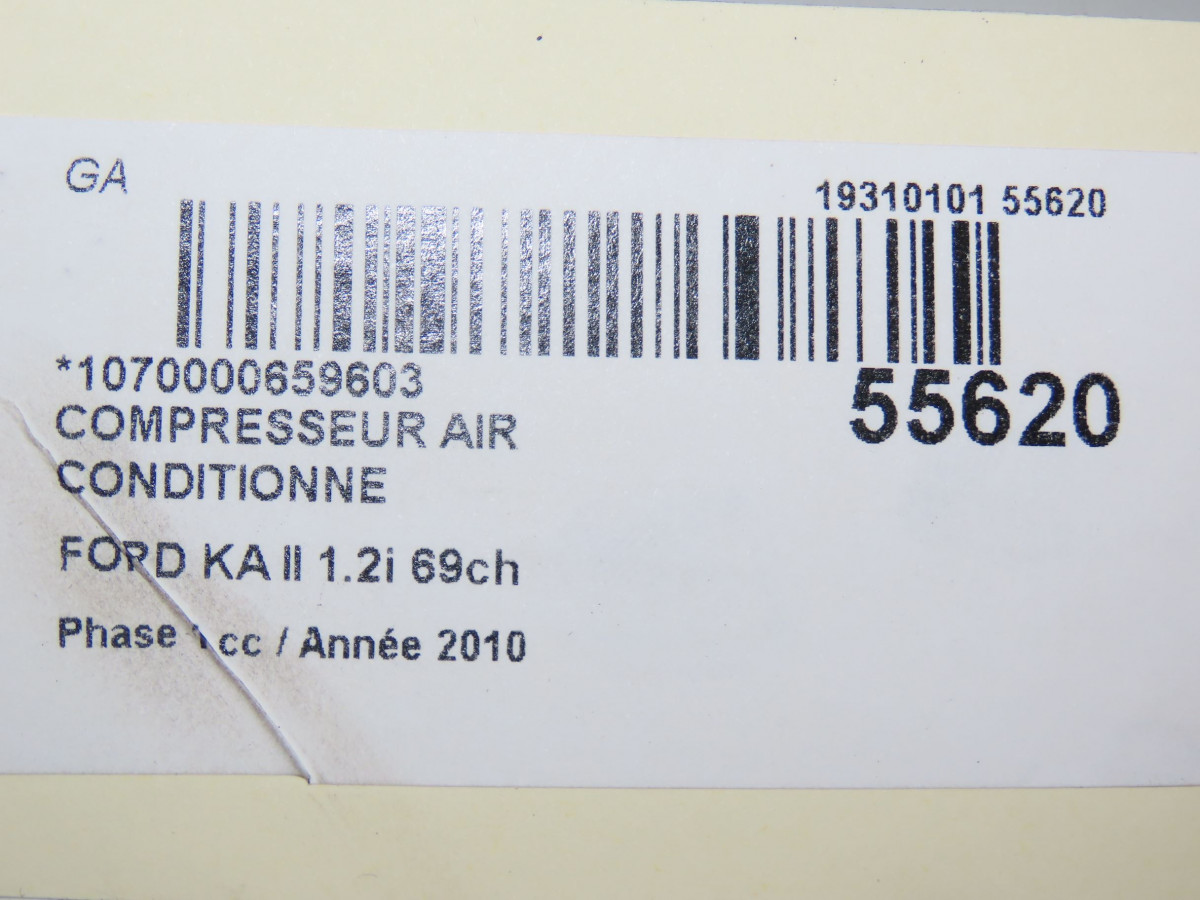 GA
19310101 55620
*1070000659603
55620
COMPRESSEUR AIR
CONDITIONNE
FORD KA II 1.2i 69ch
Phase 1 cc / Année 2010